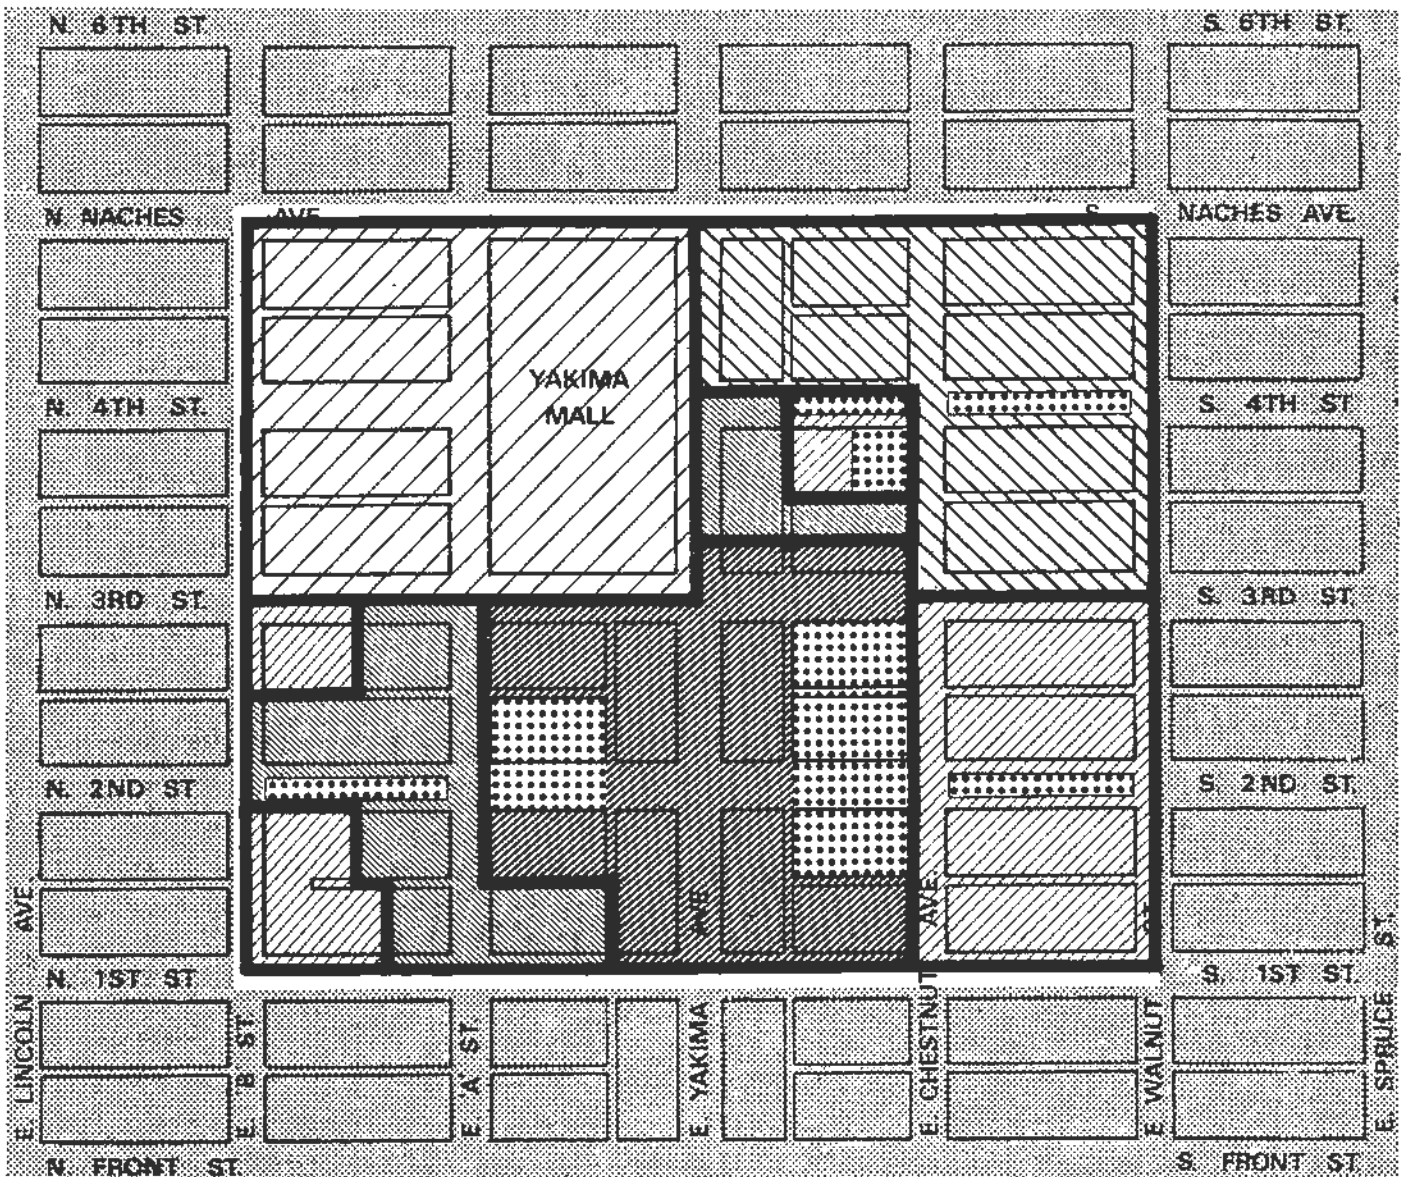 N. 6TH ST.
S. 6TH ST.
N. NACHES AVE
S. NACHES AVE.
YAKIMA
MALL
N. 4TH ST.
S. 4TH ST
N. 3RD ST.
S. 3RD ST.
N. 2ND ST
S. 2ND ST.
N. 1ST ST
S. 1ST ST.
E. LINCOLN AVE
E 'B' ST.
E. 'A' ST.
E. YAKIMA AVE
E. CHESTNUT AVE
E. WALNUT ST.
E. SPRUCE ST.
N. FRONT ST.
S. FRONT ST.